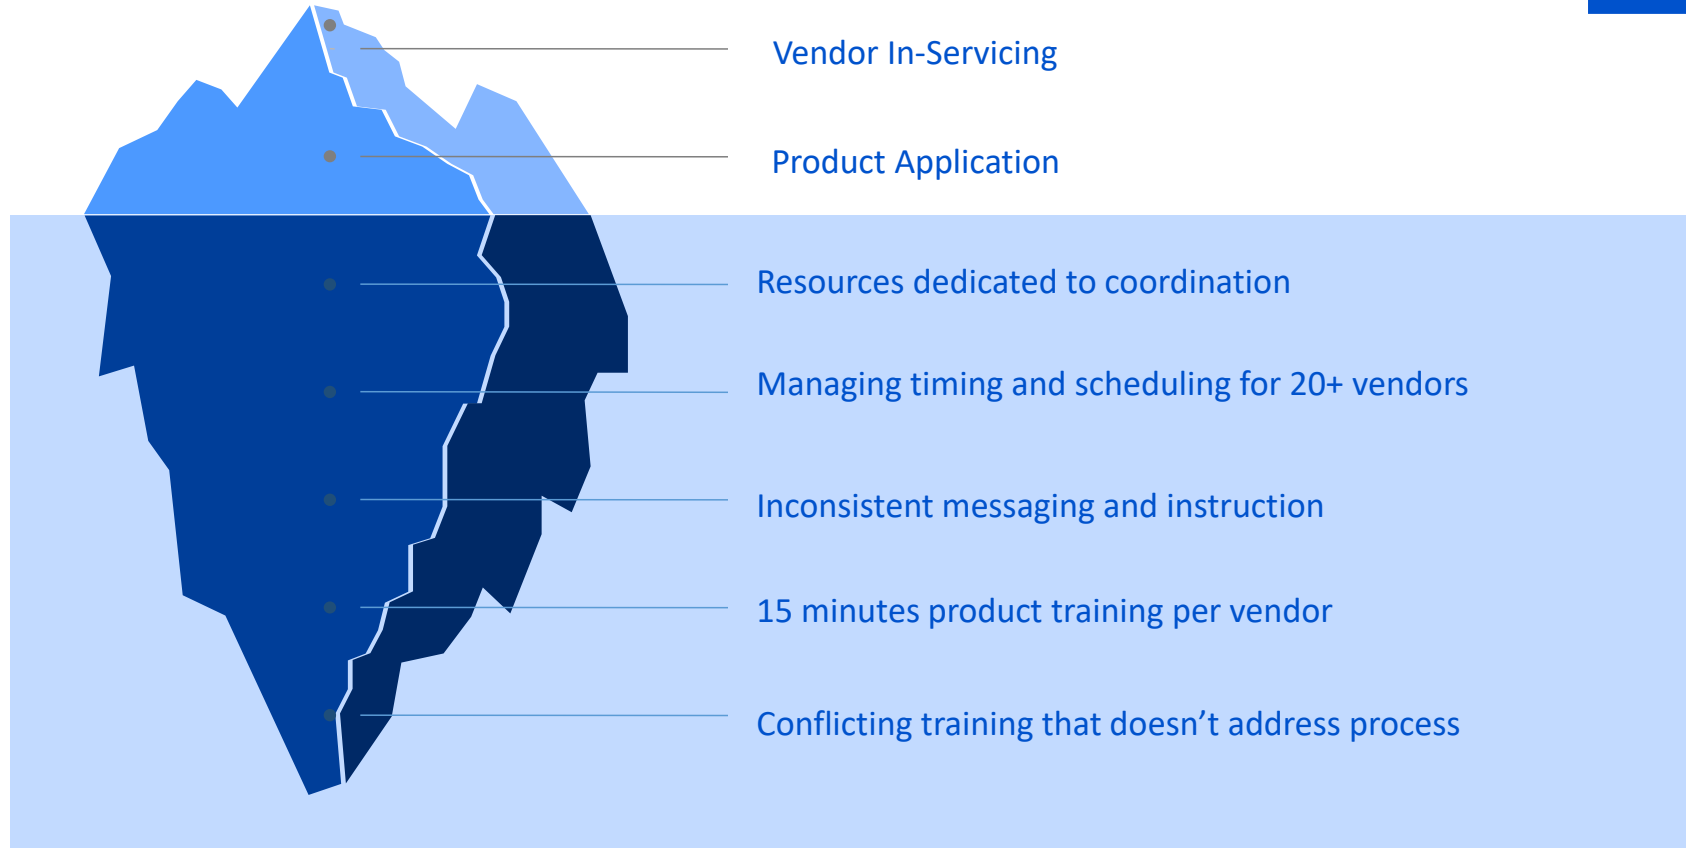 Vendor In-Servicing
Product Application
Resources dedicated to coordination
Managing timing and scheduling for 20+ vendors
Inconsistent messaging and instruction
15 minutes product training per vendor
Conflicting training that doesn’t address process